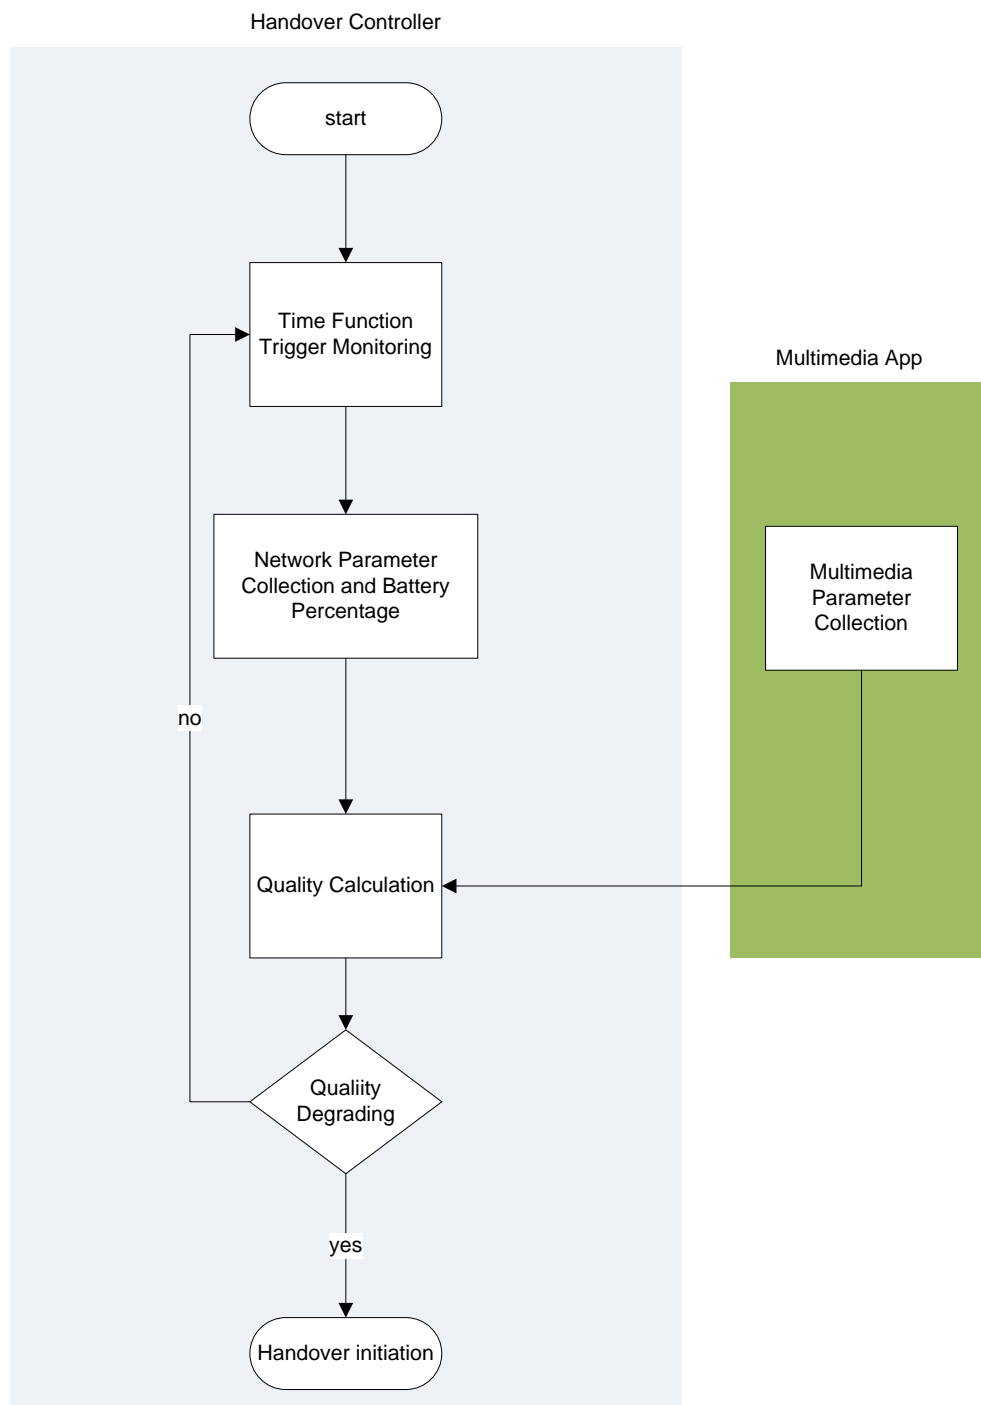 Handover Controller
start
Time Function
Trigger Monitoring
Multimedia App
Network Parameter
Collection and Battery
Percentage
Multimedia
Parameter
Collection
no
Quality Calculation
Qualiity
Degrading
yes
Handover initiation